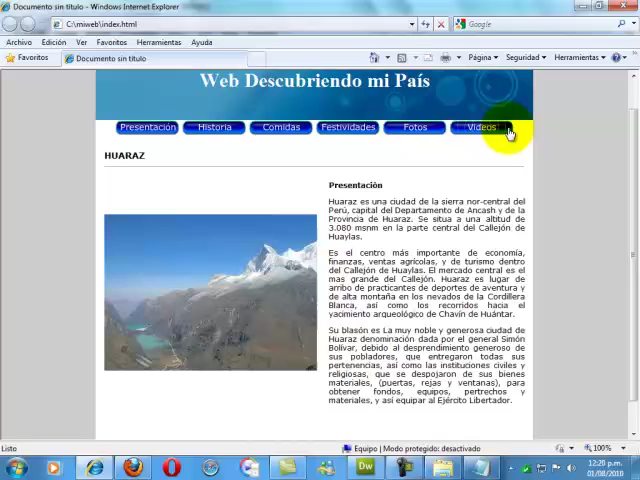 Documento sin título - Windows Internet Explorer
C:\miweb\index.html
Google
Archivo Edición Ver Favoritos Herramientas Ayuda
Favoritos
Documento sin título
Página
Seguridad
Herramientas
Web Descubriendo mi País
Presentación Historia Comidas Festividades Fotos Videos
HUARAZ
Presentaciòn
Huaraz es una ciudad de la sierra nor-central del
Perú, capital del Departamento de Ancash y de la
Provincia de Huaraz. Se situa a una altitud de
3.080 msnm en la parte central del Callejón de
Huaylas.
Es el centro más importante de economía,
finanzas, ventas agrícolas, y de turismo dentro
del Callejón de Huaylas. El mercado central es el
mas grande del Callejón. Huaraz es lugar de
arribo de practicantes de deportes de aventura y
de alta montaña en los nevados de la Cordillera
Blanca, así como los recorridos hacia el
yacimiento arqueológico de Chavín de Huántar.
Su blasón es La muy noble y generosa ciudad de
Huaraz denominación dada por el general Simón
Bolívar, debido al desprendimiento generoso de
sus pobladores, que entregaron todas sus
pertenencias, así como las instituciones civiles y
religiosas, que se despojaron de sus bienes
materiales, (puertas, rejas y ventanas), para
obtener fondos, equipos, pertrechos y
materiales, y así equipar al Ejército Libertador.
Listo
Equipo | Modo protegido: desactivado
100%
Dw
12:20 p.m.
01/08/2010